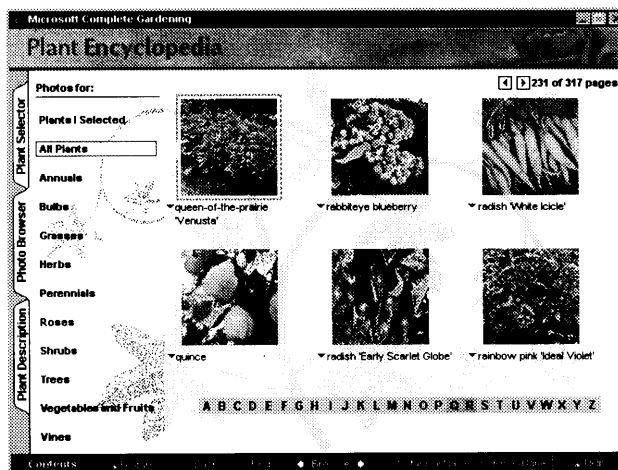 Microsoft Complete Gardening
Plant Encyclopedia
231 of 317 pages
Plant Selector
Photo Browser
Plant Description
Photos for:
Plants I Selected
All Plants
Annuals
Bulbs
Grasses
Herbs
Perennials
Roses
Shrubs
Trees
Vegetables and Fruits
Vines
queen-of-the-prairie
'Venusta'
rabbiteye blueberry
radish 'White Icicle'
quince
radish 'Early Scarlet Globe'
rainbow pink 'Ideal Violet'
A B C D E F G H I J K L M N O P Q R S T U V W X Y Z
Contents